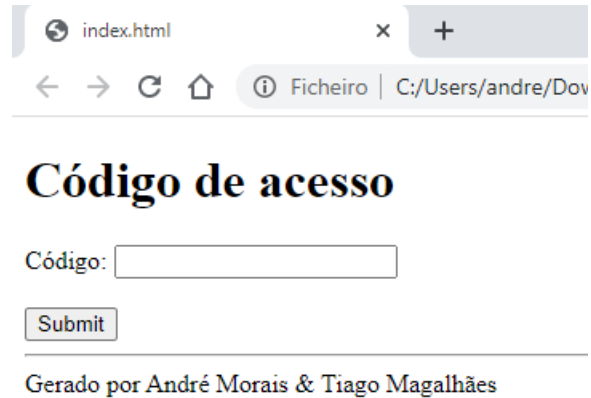 index.html
Ficheiro | C:/Users/andre/Dov
Código de acesso
Código:
Submit
Gerado por André Morais & Tiago Magalhães